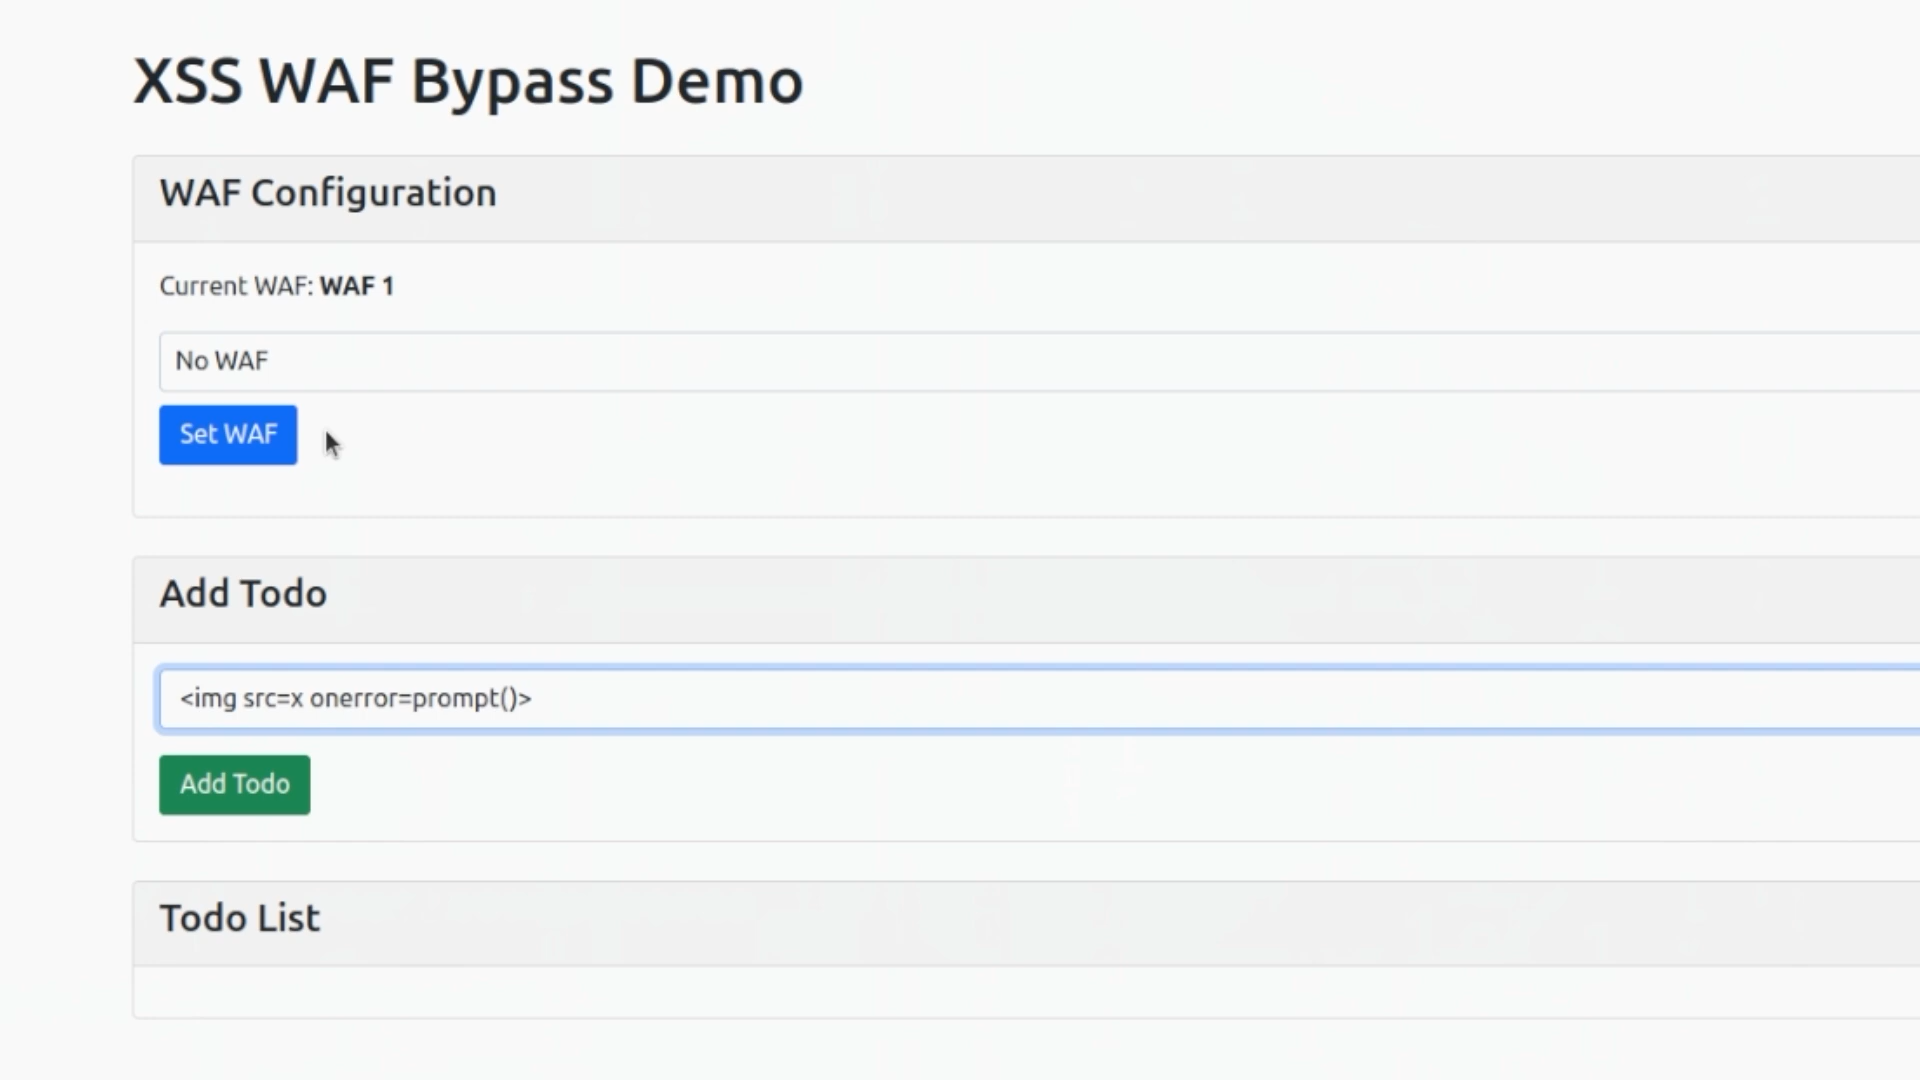 XSS WAF Bypass Demo
WAF Configuration
Current WAF: WAF 1
No WAF
Set WAF
Add Todo
<img src=x onerror=prompt()>
Add Todo
Todo List